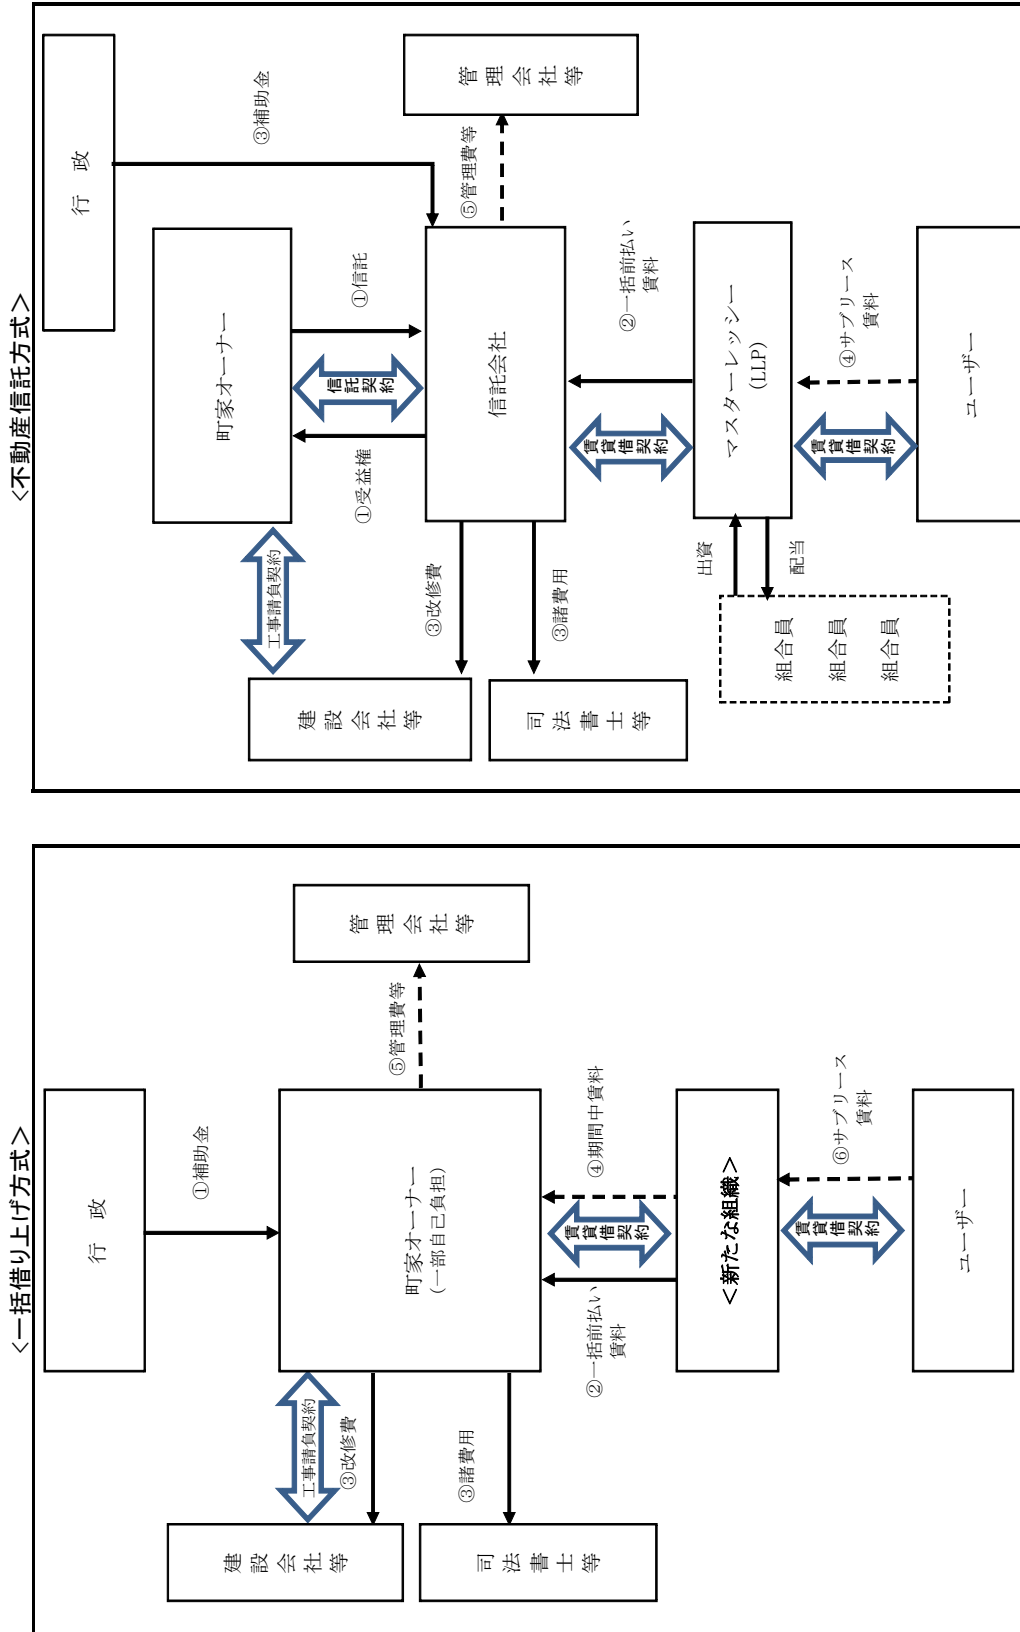 ＜一括借り上げ方式＞
行　政
①補助金
工事請負契約
建設会社等
③改修費
町家オーナー
(一部自己負担)
⑤管理費等
管理会社等
③諸費用
司法書士等
②一括前払い
賃料
賃貸借契約
④期間中賃料
＜新たな組織＞
賃貸借契約
⑥サブリース
賃料
ユーザー
＜不動産信託方式＞
行　政
③補助金
町家オーナー
工事請負契約
建設会社等
①受益権
信託契約
①信託
③改修費
信託会社
⑤管理費等
管理会社等
③諸費用
司法書士等
賃貸借契約
②一括前払い
賃料
出資
配当
組合員
組合員
組合員
マスターレッシー
(LLP)
賃貸借契約
④サブリース
賃料
ユーザー